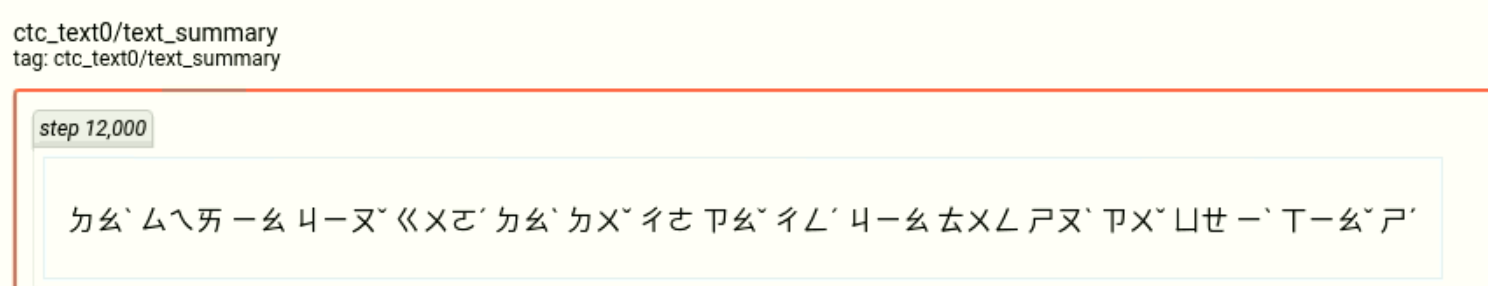 ctc_text0/text_summary
tag: ctc_text0/text_summary
step 12,000
ㄉㄠˋ ㄙㄟㄞ ㄧㄠ ㄐㄧㄡˇ ㄍㄨㄛˊ ㄉㄠˋ ㄉㄨˇ ㄔㄜ ㄗㄠˇ ㄔㄥˊ ㄐㄧㄠ ㄊㄨㄥ ㄕㄡˋ ㄗㄨˇ ㄩㄝ ㄧˋ ㄒㄧㄠˇ ㄕˊ